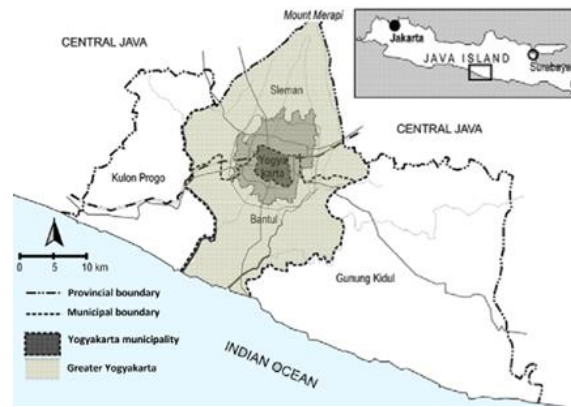 Mount Merapi
CENTRAL JAVA
Jakarta
JAVA ISLAND
Surabaya
Sleman
CENTRAL JAVA
Yogya
karta
Kulon Progo
Bantul
0 5 10 km
Gunung Kidul
Provincial boundary
Municipal boundary
Yogyakarta municipality
Greater Yogyakarta
INDIAN OCEAN